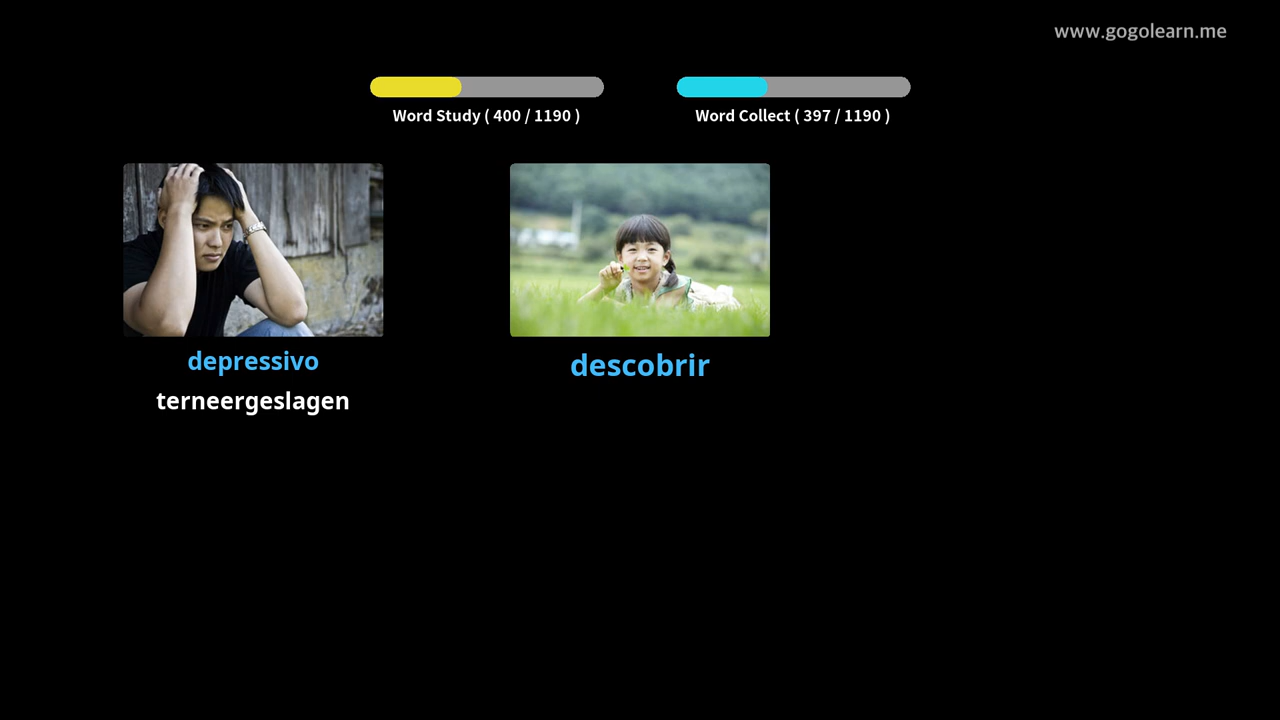 www.gogolearn.me
Word Study ( 400 / 1190 )
Word Collect ( 397 / 1190 )
depressivo
terneergeslagen
descobrir